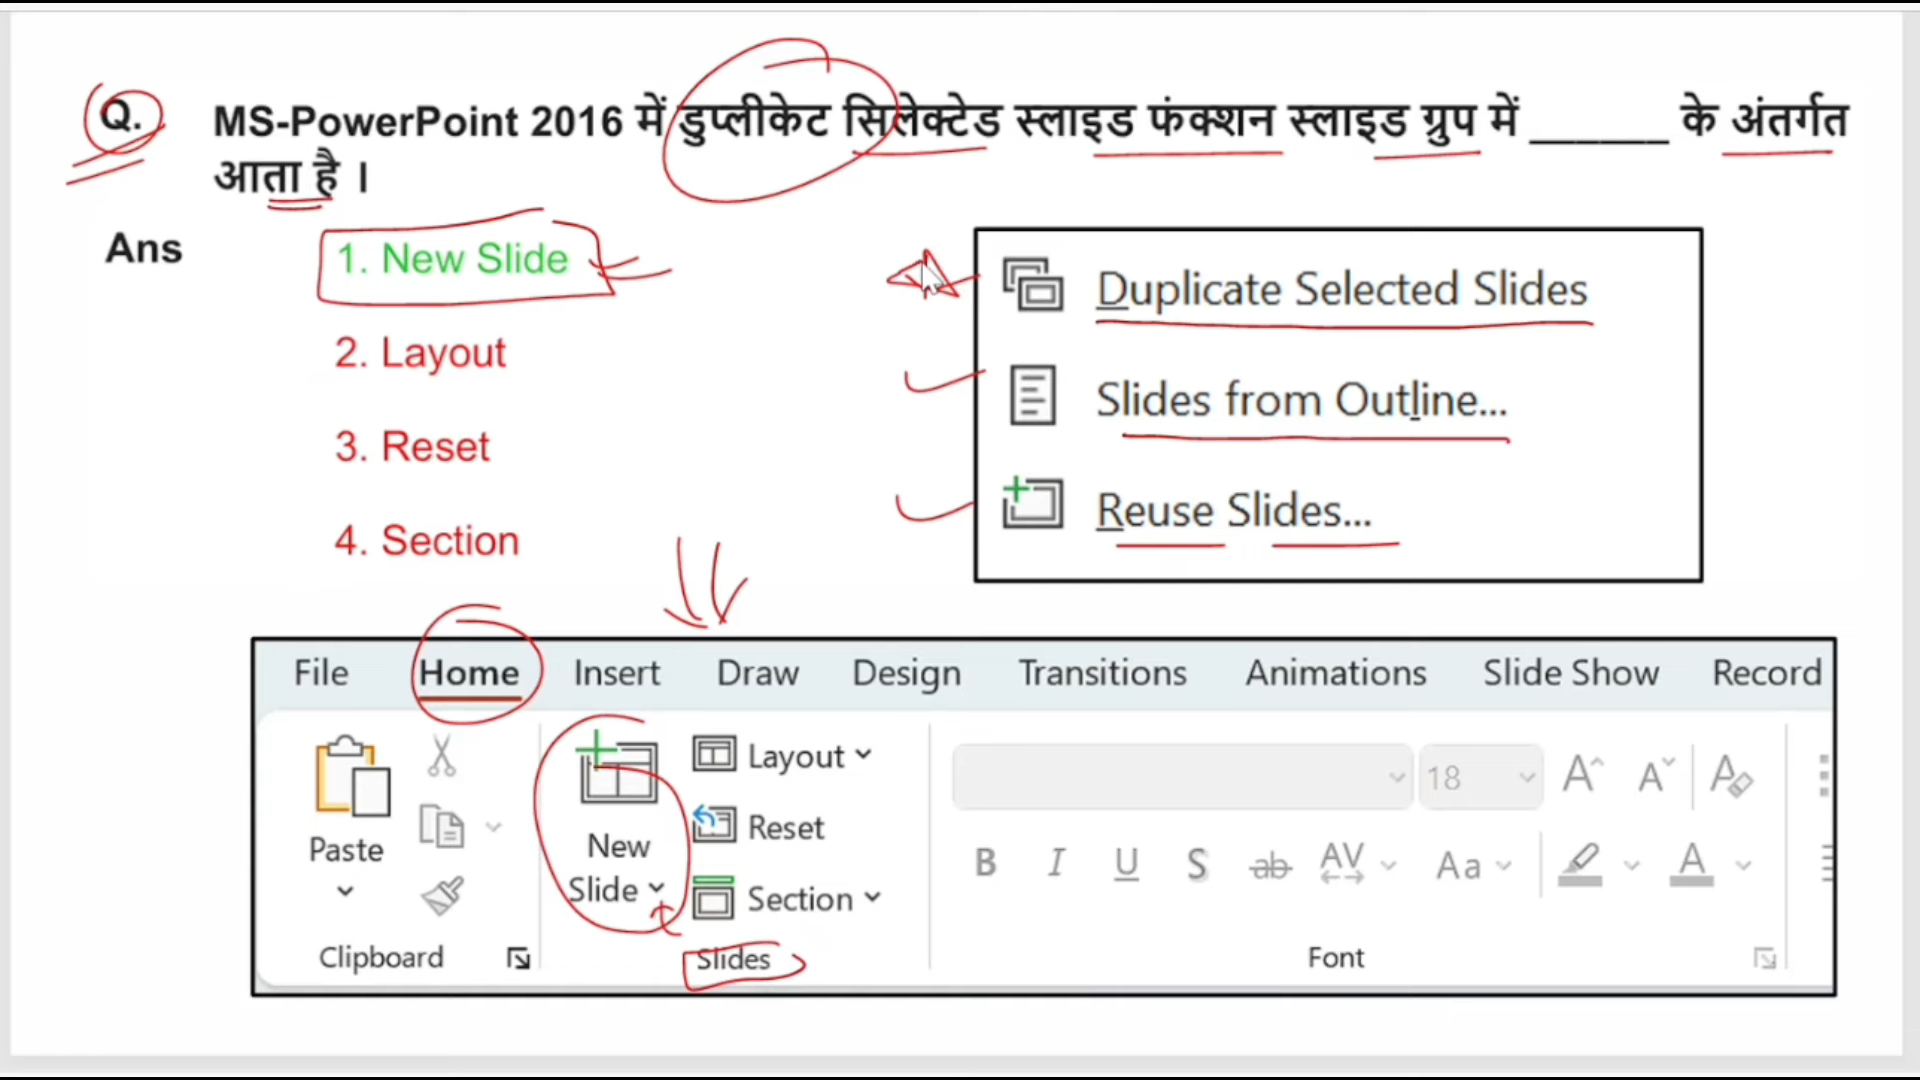 Q. MS-PowerPoint 2016 में डुप्लीकेट सिलेक्टेड स्लाइड फंक्शन स्लाइड ग्रुप में ______ के अंतर्गत
आता है ।
Ans
1. New Slide
2. Layout
3. Reset
4. Section
Duplicate Selected Slides
Slides from Outline...
Reuse Slides...
File Home Insert Draw Design Transitions Animations Slide Show Record
Paste
New
Slide
Layout
Reset
Section
18
A A A
B I U S ab AV Aa A
Clipboard Slides Font